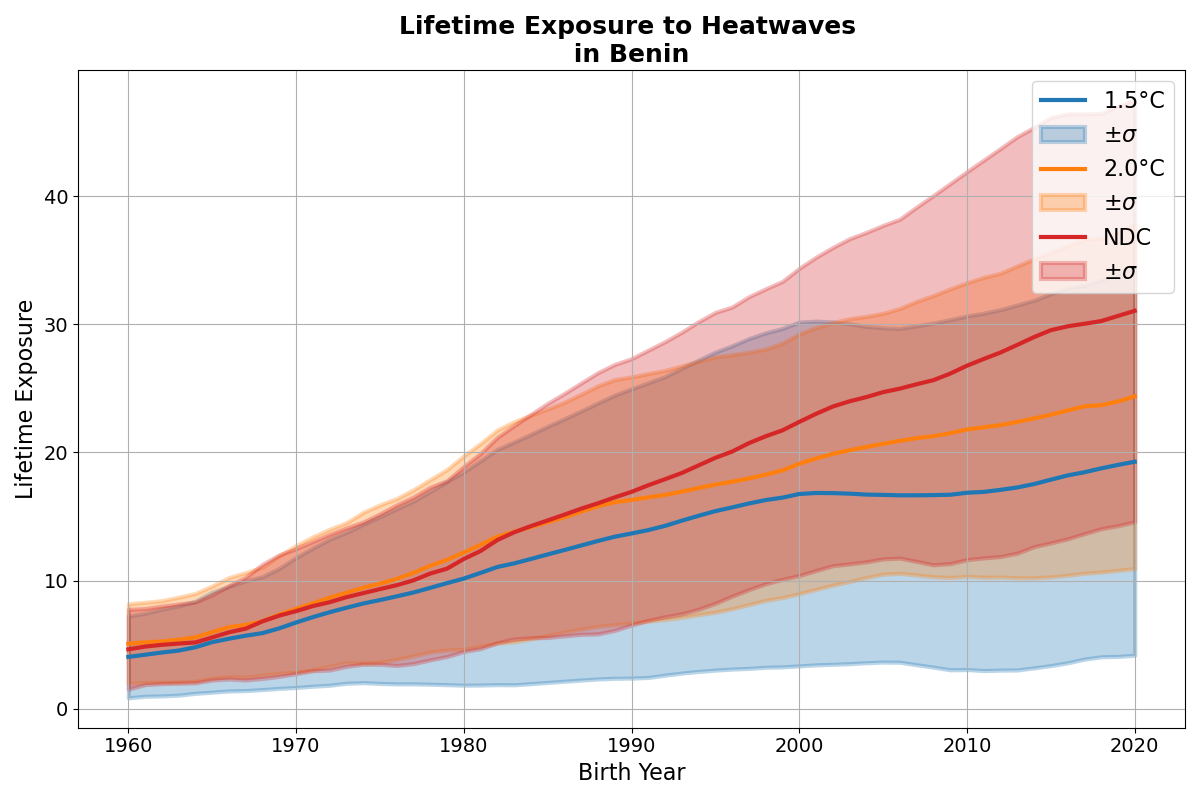 Lifetime Exposure to Heatwaves
in Benin
1.5°C
±σ
2.0°C
±σ
NDC
±σ
Lifetime Exposure
40
30
20
10
0
1960 1970 1980 1990 2000 2010 2020
Birth Year